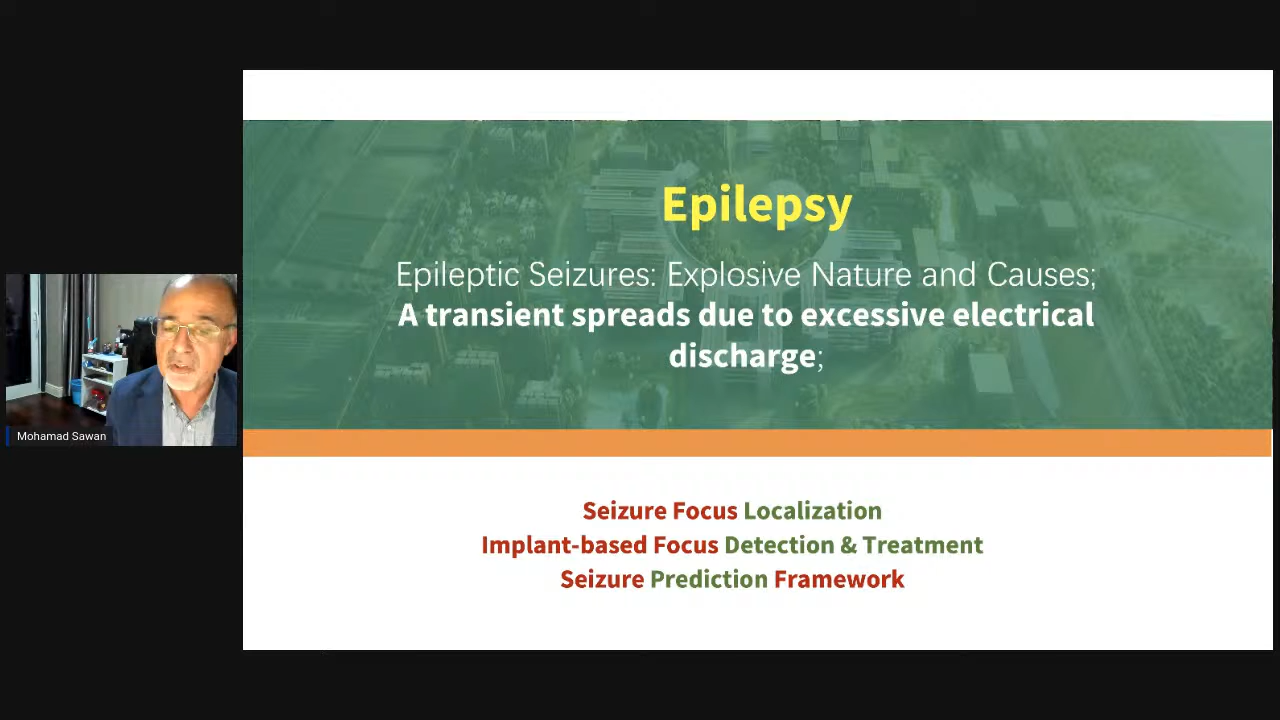 Epilepsy
Epileptic Seizures: Explosive Nature and Causes;
A transient spreads due to excessive electrical
discharge;
Mohamad Sawan
Seizure Focus Localization
Implant-based Focus Detection & Treatment
Seizure Prediction Framework